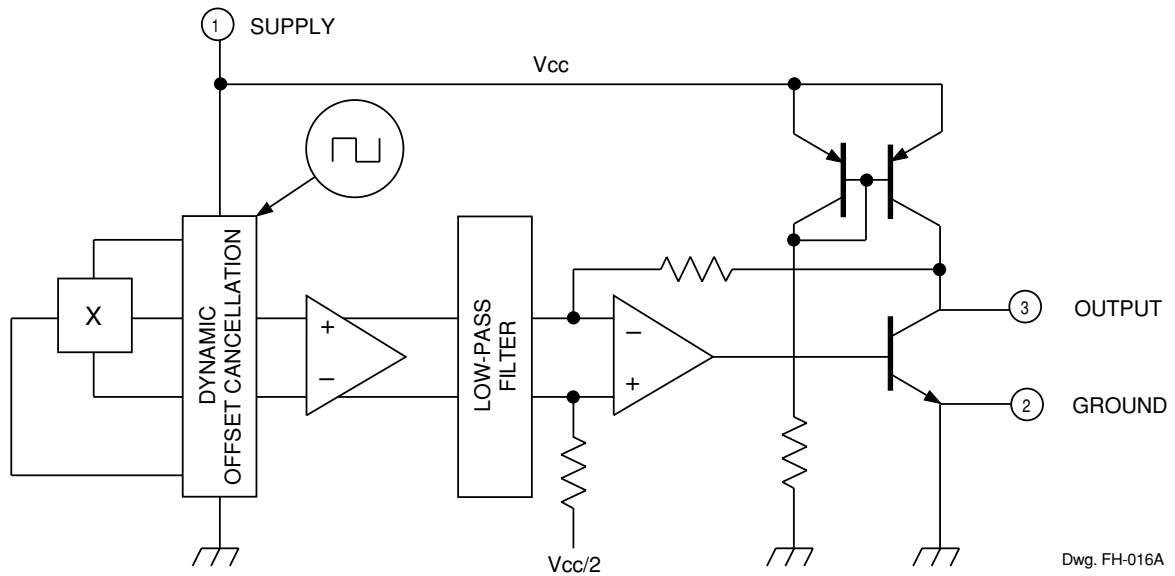 1 SUPPLY
Vcc
X
DYNAMIC
OFFSET CANCELLATION
+
−
LOW-PASS
FILTER
−
+
Vcc/2
3 OUTPUT
2 GROUND
Dwg. FH-016A